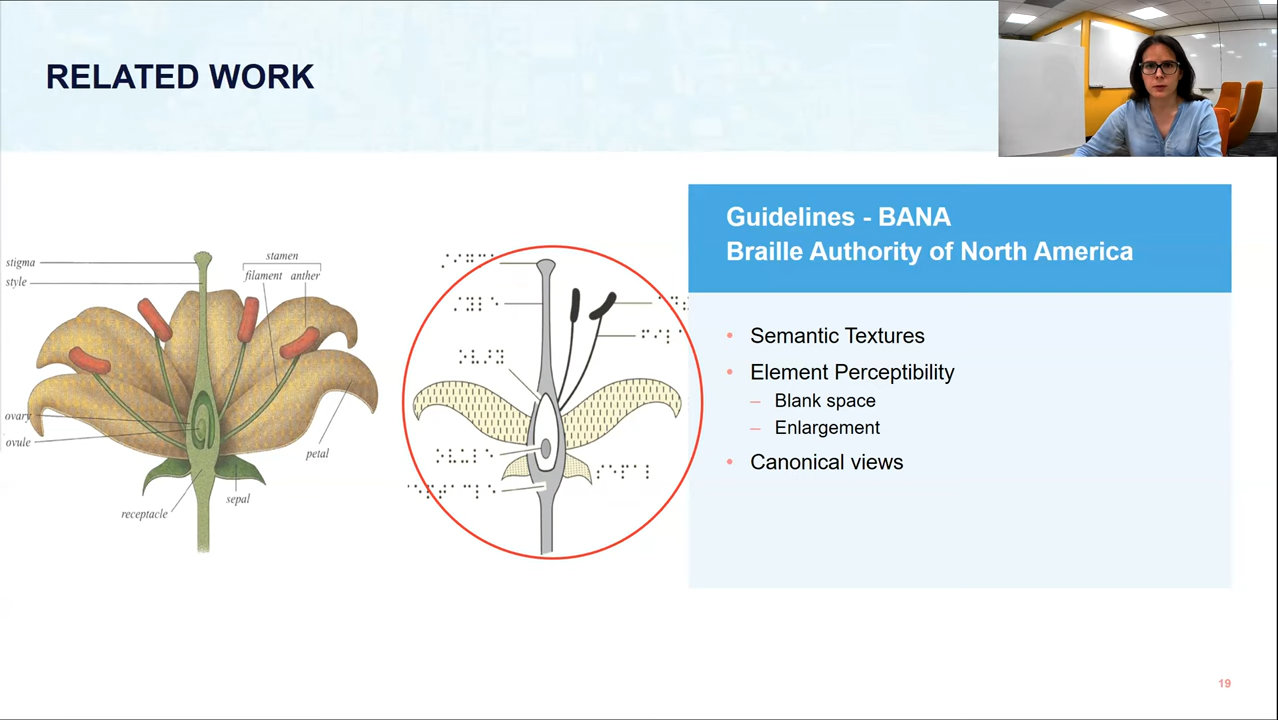 RELATED WORK
Guidelines - BANA
Braille Authority of North America
• Semantic Textures
• Element Perceptibility
– Blank space
– Enlargement
• Canonical views
stigma
style
stamen
filament anther
ovary
ovule
petal
sepal
receptacle
19